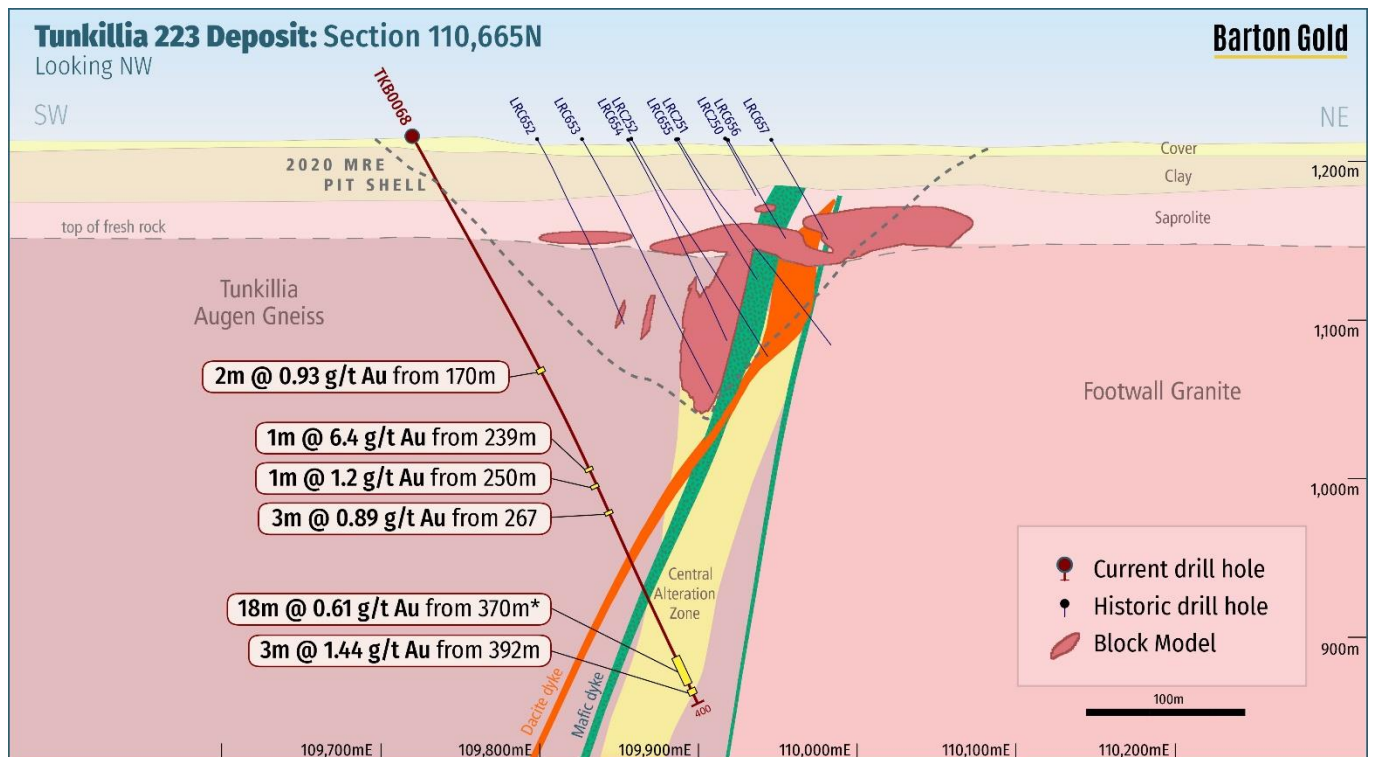 Tunkillia 223 Deposit: Section 110,665N
Looking NW
Barton Gold
SW
NE
TKB0068
LRC652
LRC653
LRC654
LRC252
LRC655
LRC251
LRC250
LRC656
LRC657
2020 MRE
PIT SHELL
Cover
Clay
Saprolite
top of fresh rock
1,200m
1,100m
1,000m
900m
Tunkillia
Augen Gneiss
Footwall Granite
2m @ 0.93 g/t Au from 170m
1m @ 6.4 g/t Au from 239m
1m @ 1.2 g/t Au from 250m
3m @ 0.89 g/t Au from 267
18m @ 0.61 g/t Au from 370m*
3m @ 1.44 g/t Au from 392m
Central
Alteration
Zone
Dacite dyke
Mafic dyke
400
Current drill hole
Historic drill hole
Block Model
100m
109,700mE
109,800mE
109,900mE
110,000mE
110,100mE
110,200mE